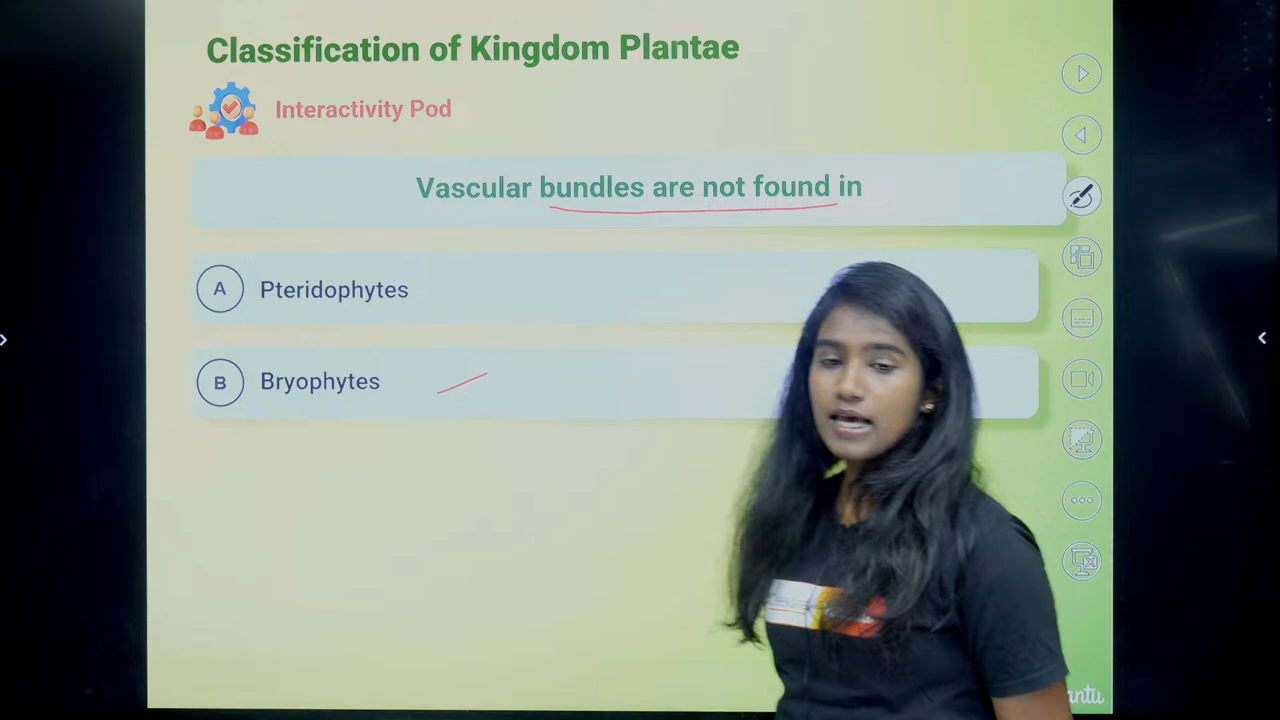 Classification of Kingdom Plantae
Interactivity Pod
Vascular bundles are not found in
A Pteridophytes
B Bryophytes